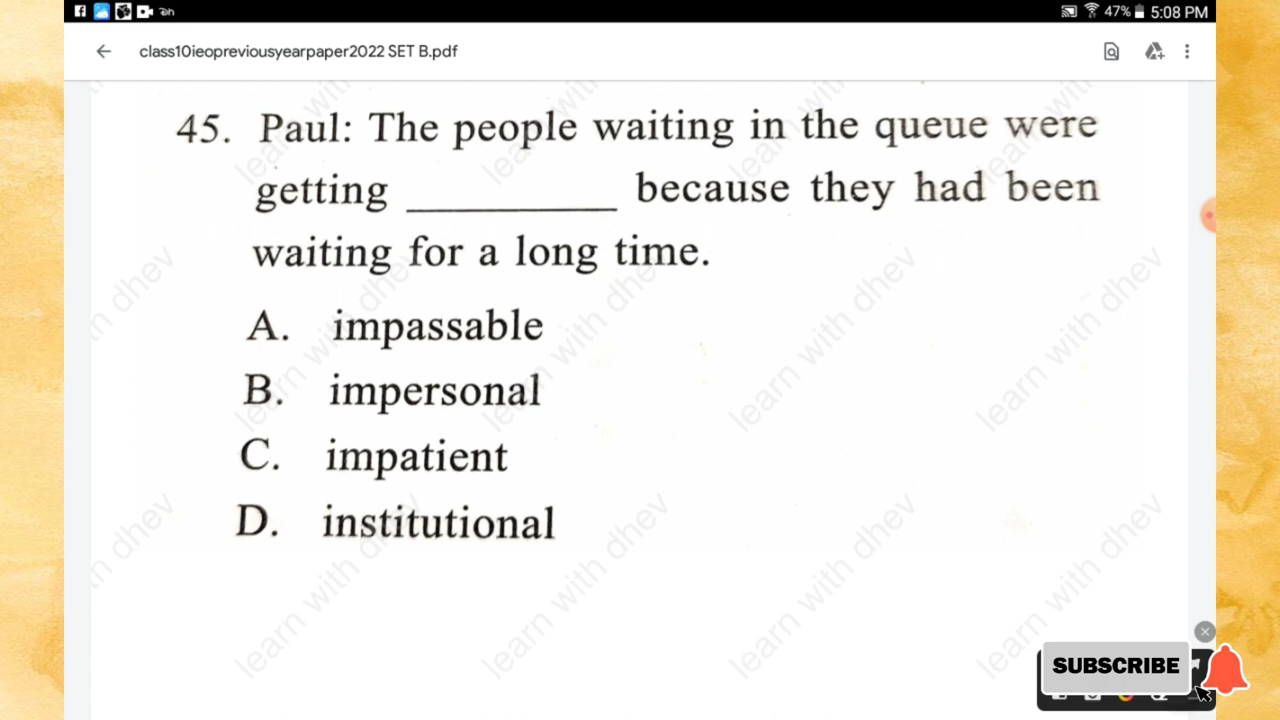 47% 5:08 PM
class10ieopreviousyearpaper2022 SET B.pdf
45. Paul: The people waiting in the queue were
getting __________ because they had been
waiting for a long time.
A. impassable
B. impersonal
C. impatient
D. institutional
learn with dhev
SUBSCRIBE